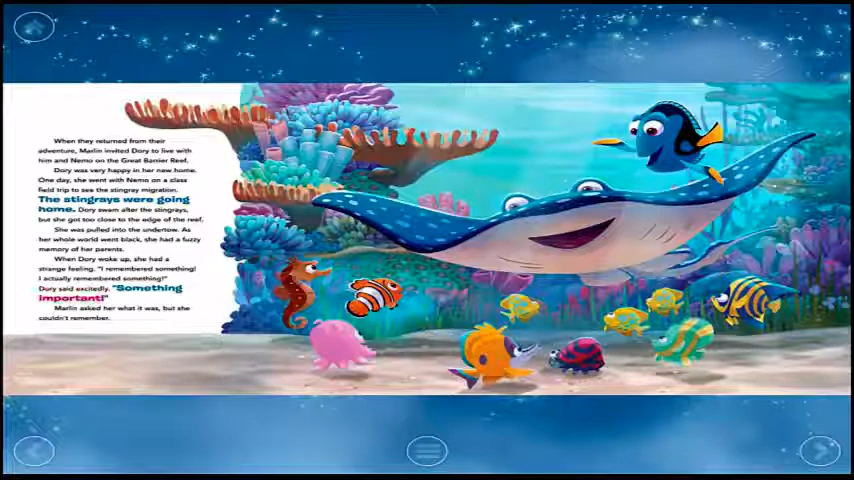 When they returned from their
adventure, Marlin invited Dory to live with
him and Nemo on the Great Barrier Reef.
Dory was very happy in her new home.
One day, she went with Nemo on a class
field trip to see the stingray migration.
The stingrays were going
home. Dory swam after the stingrays,
but she got too close to the edge of the reef.
She was pulled into the undertow. As
her whole world went black, she had a fuzzy
memory of her parents.
When Dory woke up, she had a
strange feeling. "I remembered something!
I actually remembered something!"
Dory said excitedly. "Something
important!"
Marlin asked her what it was, but she
couldn't remember.